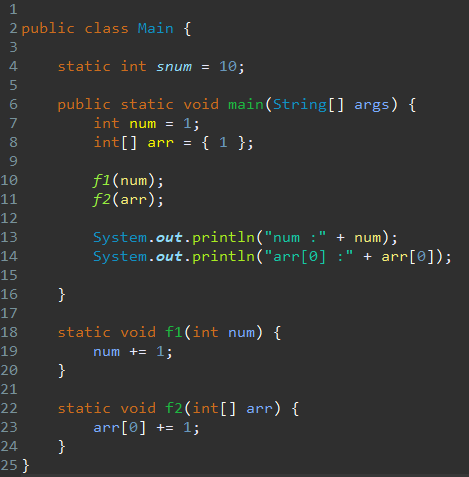 1
2 public class Main {
3
4     static int snum = 10;
5
6     public static void main(String[] args) {
7         int num = 1;
8         int[] arr = { 1 };
9
10         f1(num);
11         f2(arr);
12
13         System.out.println("num :" + num);
14         System.out.println("arr[0] :" + arr[0]);
15
16     }
17
18     static void f1(int num) {
19         num += 1;
20     }
21
22     static void f2(int[] arr) {
23         arr[0] += 1;
24     }
25 }